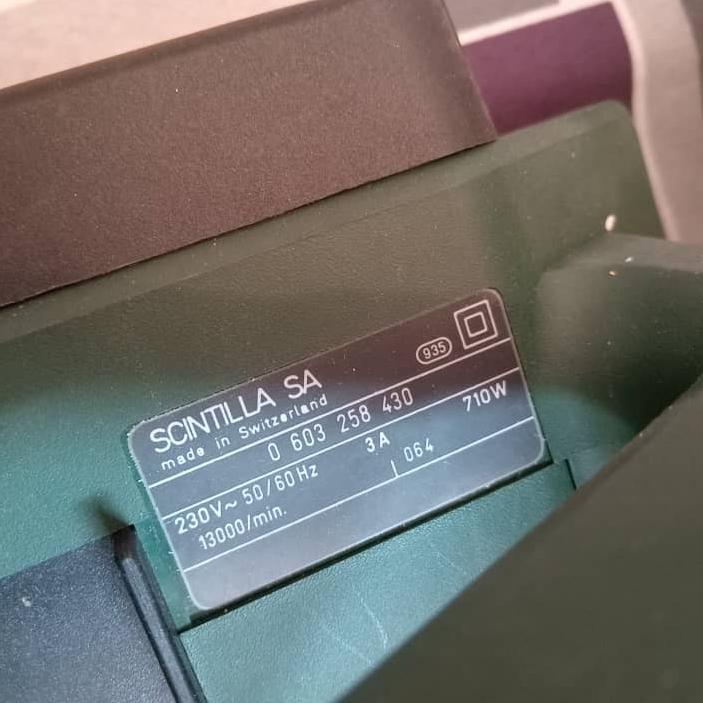 SCINTILLA SA
made in Switzerland
935
0 603 258 430
230V~ 50/60Hz 3A 710W
13000/min. 064